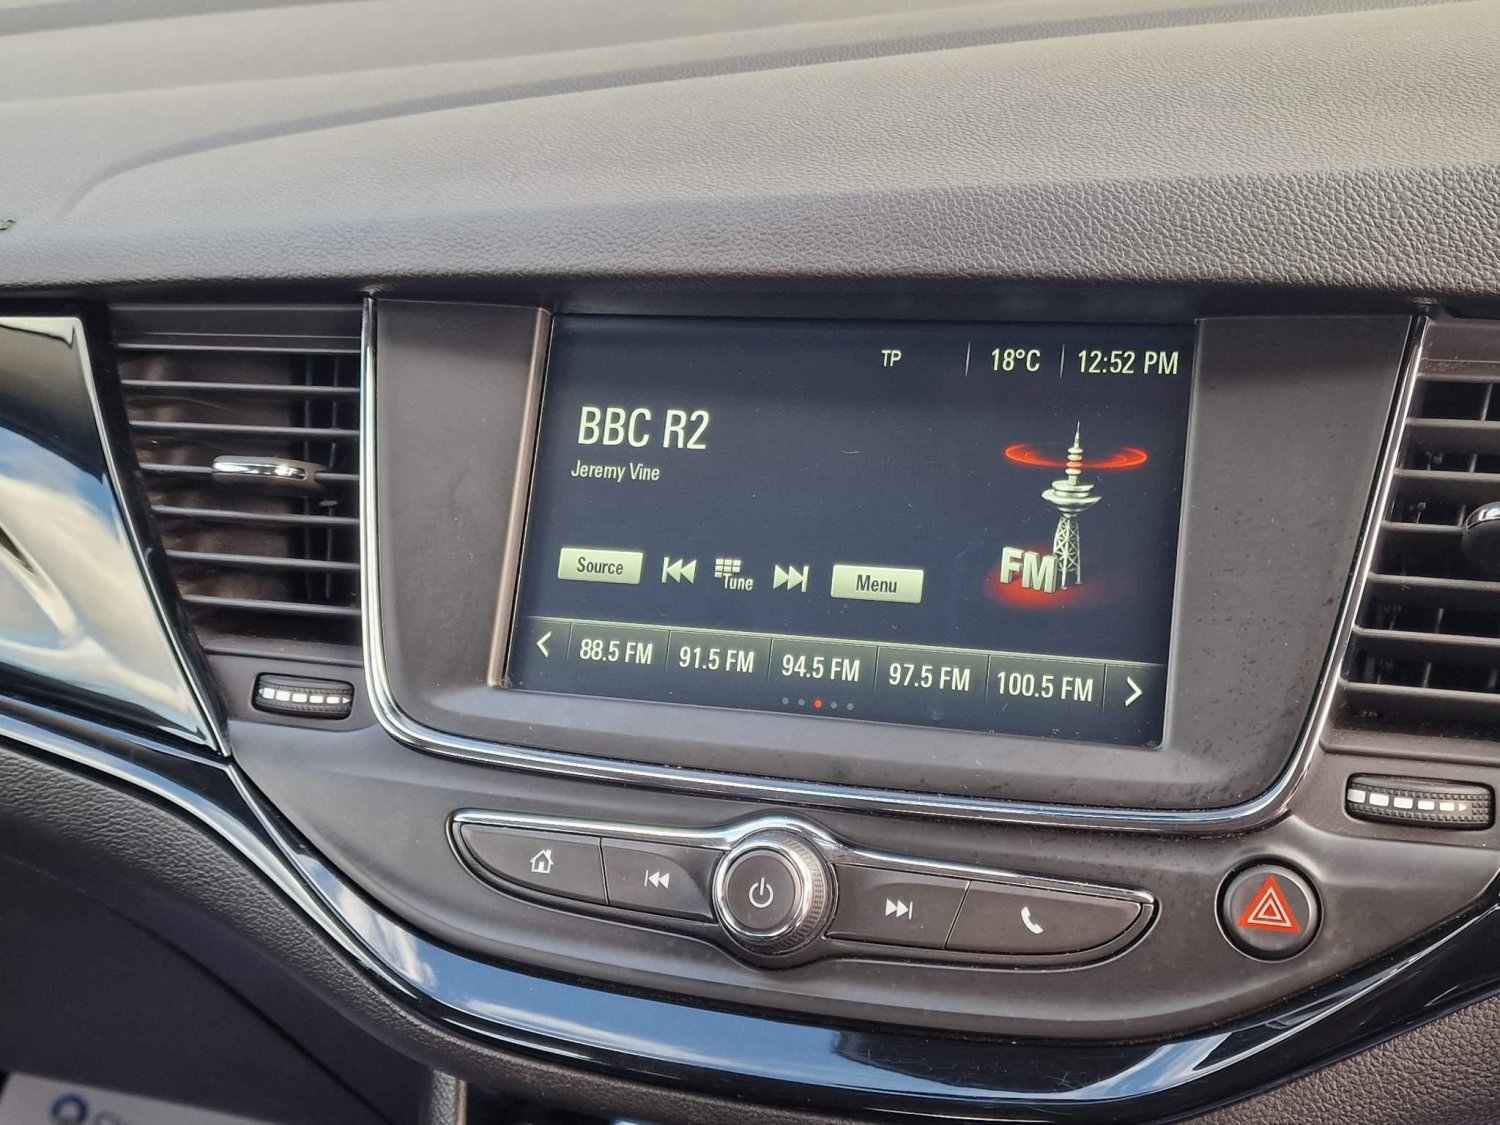 TP 18°C 12:52 PM
BBC R2
Jeremy Vine
Source Tune Menu
FM
88.5 FM 91.5 FM 94.5 FM 97.5 FM 100.5 FM